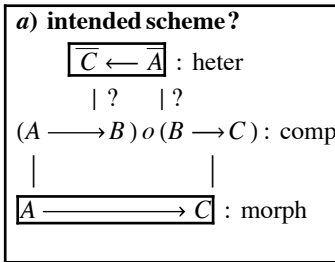 a) intended scheme?
C̅ ⟵ A̅ : heter
| ? | ?
(A ⟶ B) o (B ⟶ C) : comp
A ⟶ C : morph